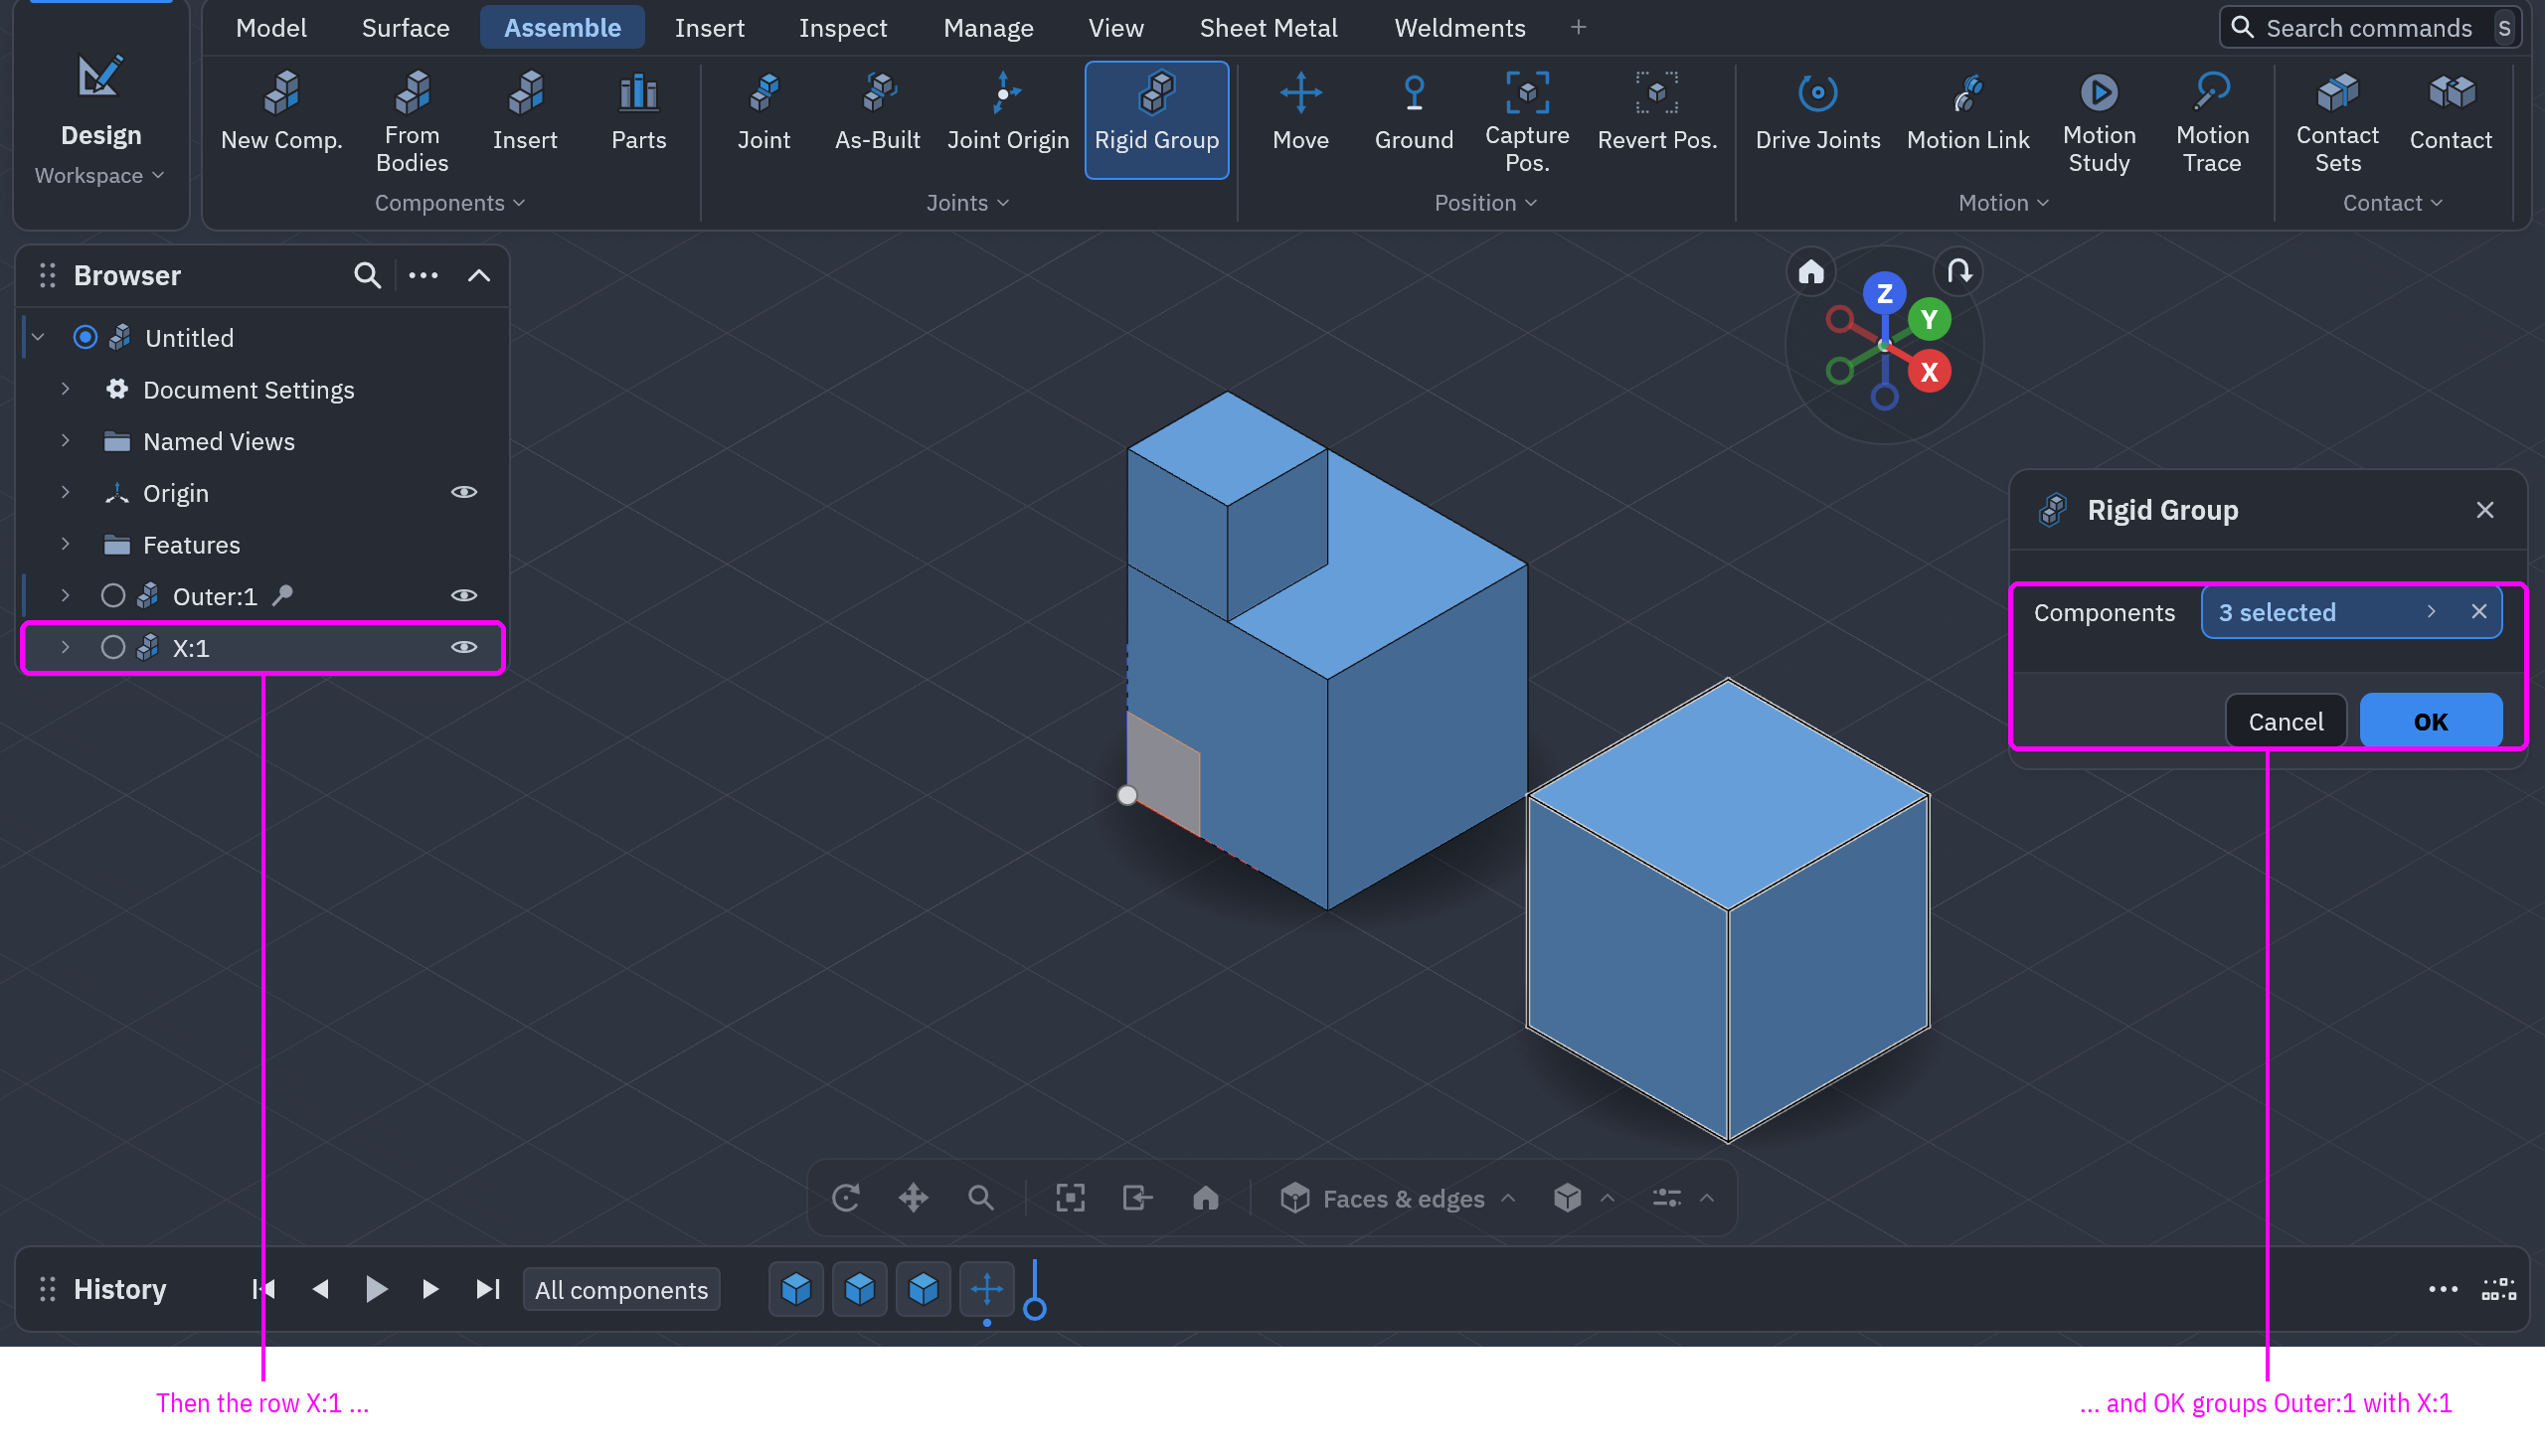 Design
Workspace
Model
Surface
Assemble
Insert
Inspect
Manage
View
Sheet Metal
Weldments
+
Search commands
S
New Comp.
From
Bodies
Insert
Parts
Components
Joint
As-Built
Joint Origin
Rigid Group
Joints
Move
Ground
Capture
Pos.
Revert Pos.
Position
Drive Joints
Motion Link
Motion
Study
Motion
Trace
Motion
Contact
Sets
Contact
Contact
Browser
Untitled
Document Settings
Named Views
Origin
Features
Outer:1
X:1
Z
Y
X
Rigid Group
Components
3 selected
Cancel
OK
Faces & edges
History
All components
Then the row X:1 ...
... and OK groups Outer:1 with X:1